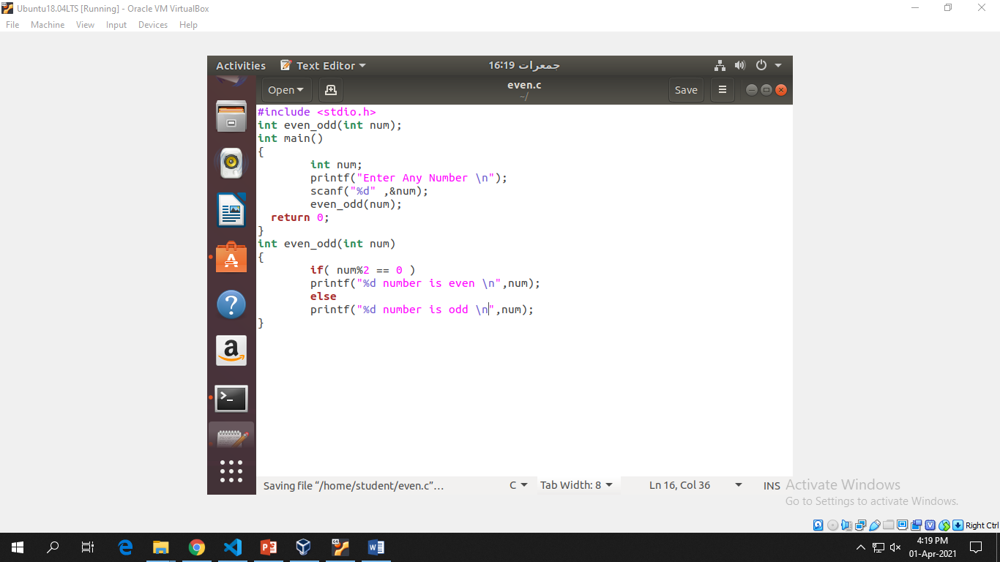 Ubuntu18.04LTS [Running] - Oracle VM VirtualBox
File Machine View Input Devices Help
Activities Text Editor جمعرات 16:19
Open even.c Save
~/
#include <stdio.h>
int even_odd(int num);
int main()
{
        int num;
        printf("Enter Any Number \n");
        scanf("%d" ,&num);
        even_odd(num);
  return 0;
}
int even_odd(int num)
{
        if( num%2 == 0 )
        printf("%d number is even \n",num);
        else
        printf("%d number is odd \n",num);
}
Saving file “/home/student/even.c”... C Tab Width: 8 Ln 16, Col 36 INS
Activate Windows
Go to Settings to activate Windows.
Right Ctrl
4:19 PM
01-Apr-2021